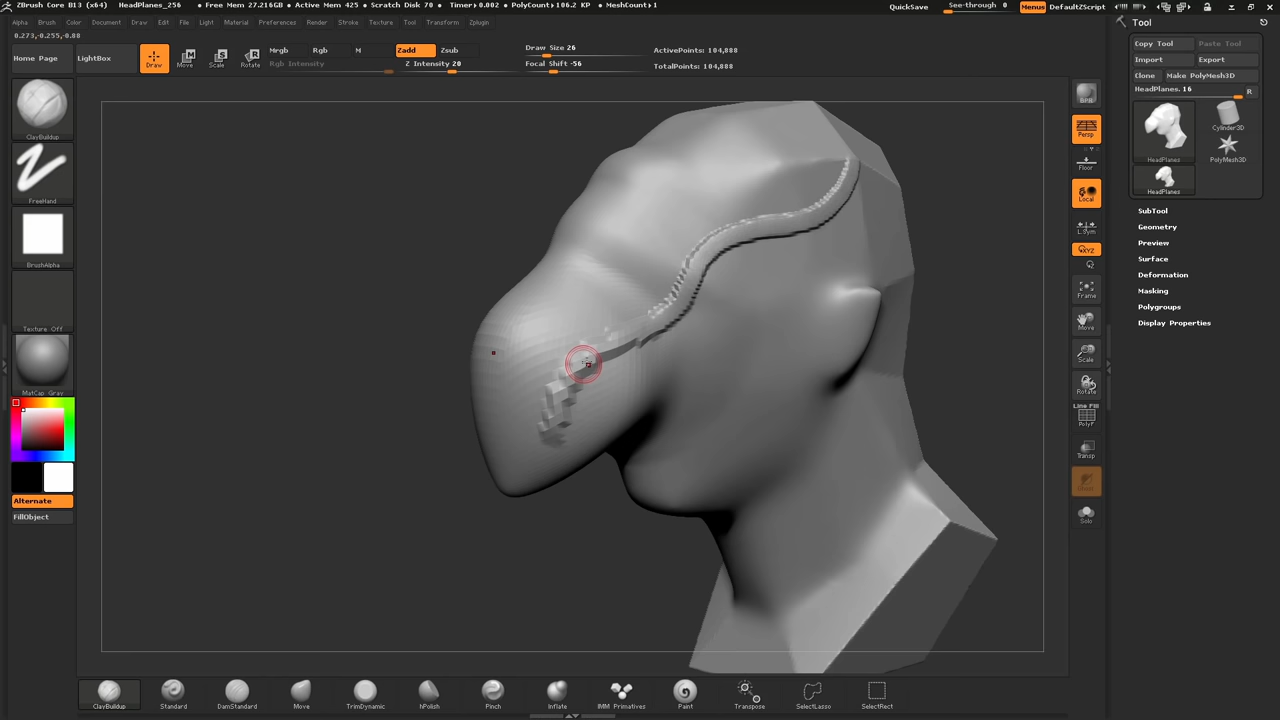 ZBrush Core B13 (x64) HeadPlanes_256 • Free Mem 27.216GB • Active Mem 425 • Scratch Disk 70 • Timer▸0.002 • PolyCount▸106.2 KP • MeshCount▸1 QuickSave See-through 0 Menus DefaultZScript
Alpha Brush Color Document Draw Edit File Light Material Preferences Render Stroke Texture Tool Transform Zplugin
0.273,-0.255,-0.88
Home Page LightBox Draw Move Scale Rotate
Mrgb Rgb M Zadd Zsub
Rgb Intensity Z Intensity 20
Draw Size 26
Focal Shift -56
ActivePoints: 104,888
TotalPoints: 104,888
ClayBuildup
FreeHand
BrushAlpha
Texture Off
MatCap Gray
Alternate
FillObject
BPR
Persp
Floor
Local
L.Sym
XYZ
Frame
Move
Scale
Rotate
Line Fill
PolyF
Transp
Ghost
Solo
Tool
Copy Tool Paste Tool
Import Export
Clone Make PolyMesh3D
HeadPlanes. 16 R
HeadPlanes Cylinder3D
PolyMesh3D
HeadPlanes
SubTool
Geometry
Preview
Surface
Deformation
Masking
Polygroups
Display Properties
ClayBuildup Standard DamStandard Move TrimDynamic hPolish Pinch Inflate IMM Primitives Paint Transpose SelectLasso SelectRect